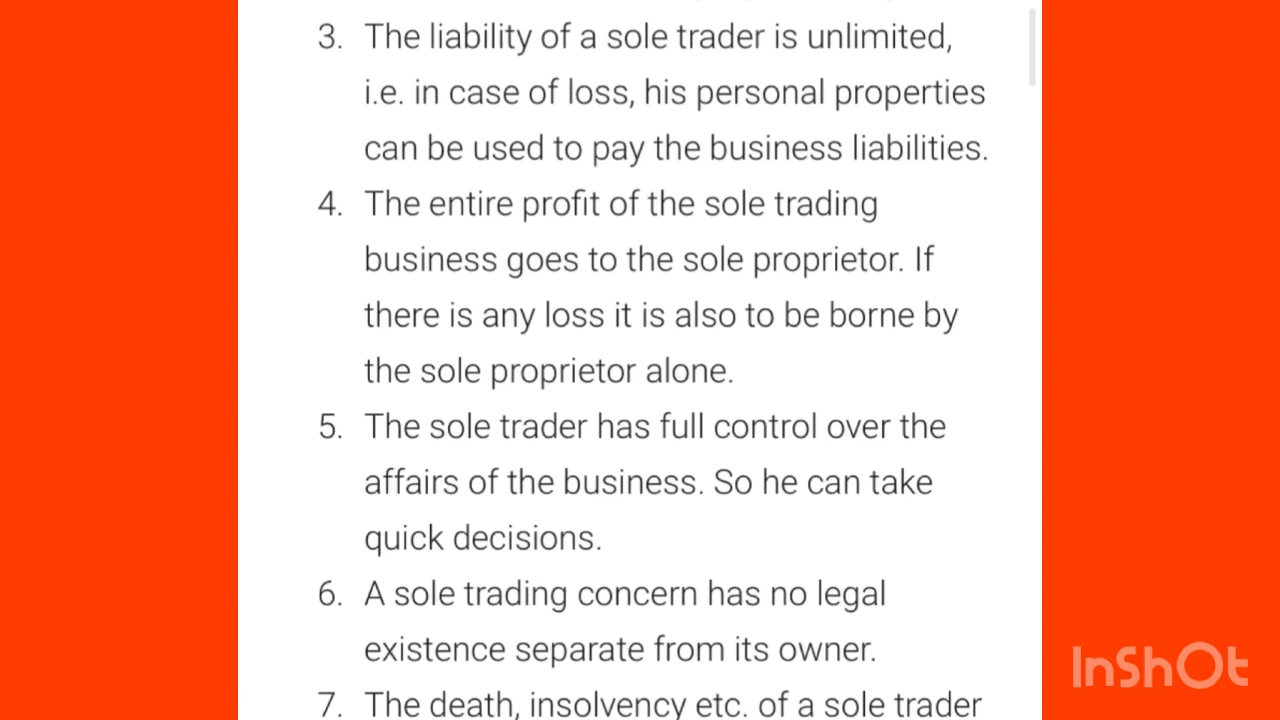 3. The liability of a sole trader is unlimited,
i.e. in case of loss, his personal properties
can be used to pay the business liabilities.
4. The entire profit of the sole trading
business goes to the sole proprietor. If
there is any loss it is also to be borne by
the sole proprietor alone.
5. The sole trader has full control over the
affairs of the business. So he can take
quick decisions.
6. A sole trading concern has no legal
existence separate from its owner.
7. The death, insolvency etc. of a sole trader
InShOt